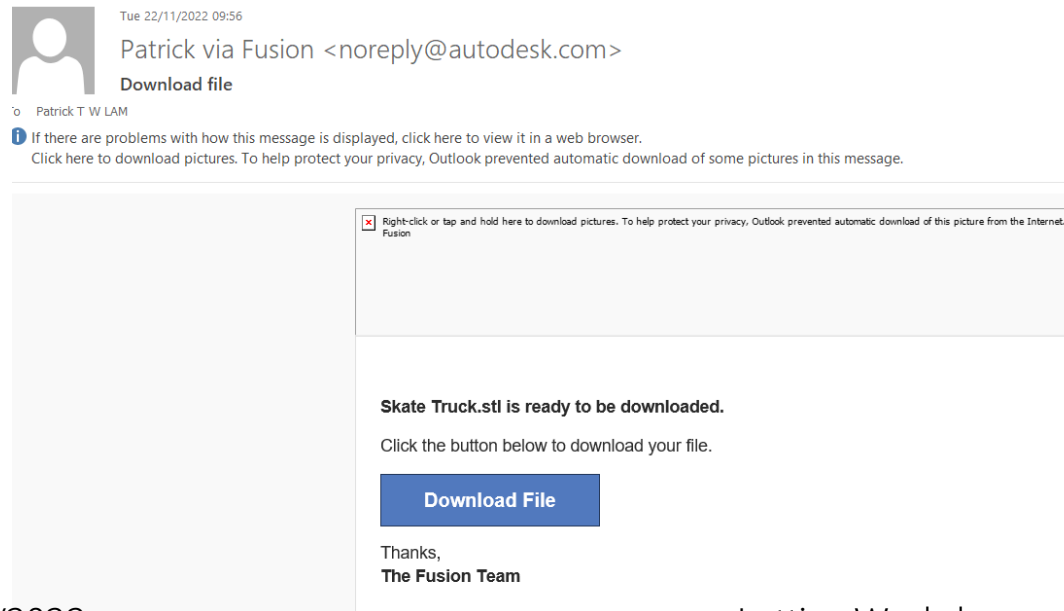 Tue 22/11/2022 09:56
Patrick via Fusion <noreply@autodesk.com>
Download file
Patrick T W LAM
If there are problems with how this message is displayed, click here to view it in a web browser.
Click here to download pictures. To help protect your privacy, Outlook prevented automatic download of some pictures in this message.
Right-click or tap and hold here to download pictures. To help protect your privacy, Outlook prevented automatic download of this picture from the Internet.
Fusion
Skate Truck.stl is ready to be downloaded.
Click the button below to download your file.
Download File
Thanks,
The Fusion Team